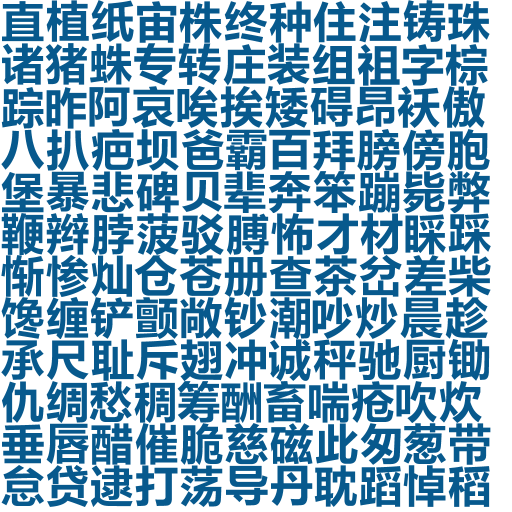 直植纸宙株终种住注铸珠
诸猪蛛专转庄装组祖字棕
踪昨阿哀唉挨矮碍昂袄傲
八扒疤坝爸霸百拜膀傍胞
堡暴悲碑贝辈奔笨蹦毙弊
鞭辫脖菠驳膊怖才材睬踩
惭惨灿仓苍册查茶岔差柴
馋缠铲颤敞钞潮吵炒晨趁
承尺耻斥翅冲诚秤驰厨锄
仇绸愁稠筹酬畜喘疮吹炊
垂唇醋催脆慈磁此匆葱带
怠贷逮打荡导丹耽蹈悼稻